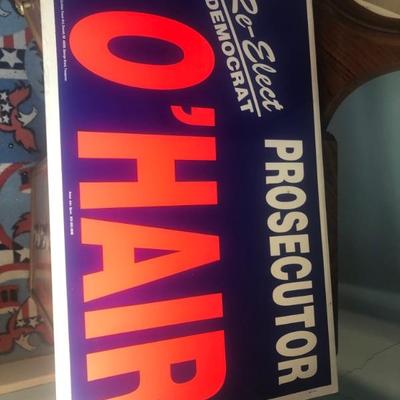 Re-Elect
DEMOCRAT
PROSECUTOR
O'HAIR